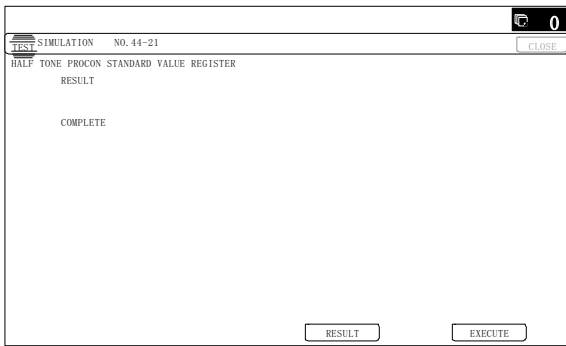 0
TEST SIMULATION NO.44-21 CLOSE
HALF TONE PROCON STANDARD VALUE REGISTER
RESULT
COMPLETE
RESULT EXECUTE